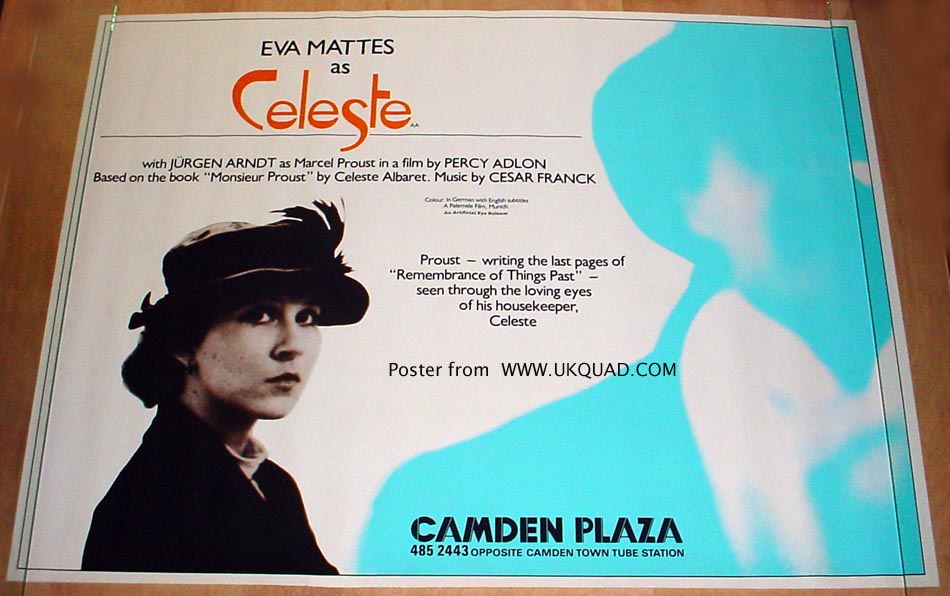 EVA MATTES
as
Celeste AA
with JÜRGEN ARNDT as Marcel Proust in a film by PERCY ADLON
Based on the book "Monsieur Proust" by Celeste Albaret. Music by CESAR FRANCK
Colour. In German with English subtitles
A Pelemele Film, Munich
An Artificial Eye Release
Proust – writing the last pages of
"Remembrance of Things Past" –
seen through the loving eyes
of his housekeeper,
Celeste
Poster from WWW.UKQUAD.COM
CAMDEN PLAZA
485 2443 OPPOSITE CAMDEN TOWN TUBE STATION